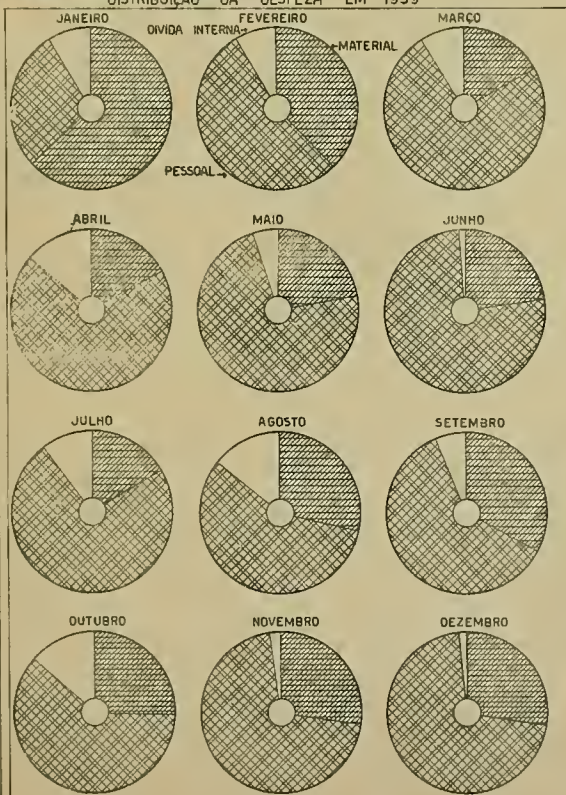 DISTRIBUIÇÃO DA DESPEZA EM 1939
JANEIRO
DIVIDA INTERNA
FEVEREIRO
MATERIAL
MARÇO
PESSOAL
ABRIL
MAIO
JUNHO
JULHO
AGOSTO
SETEMBRO
OUTUBRO
NOVEMBRO
DEZEMBRO